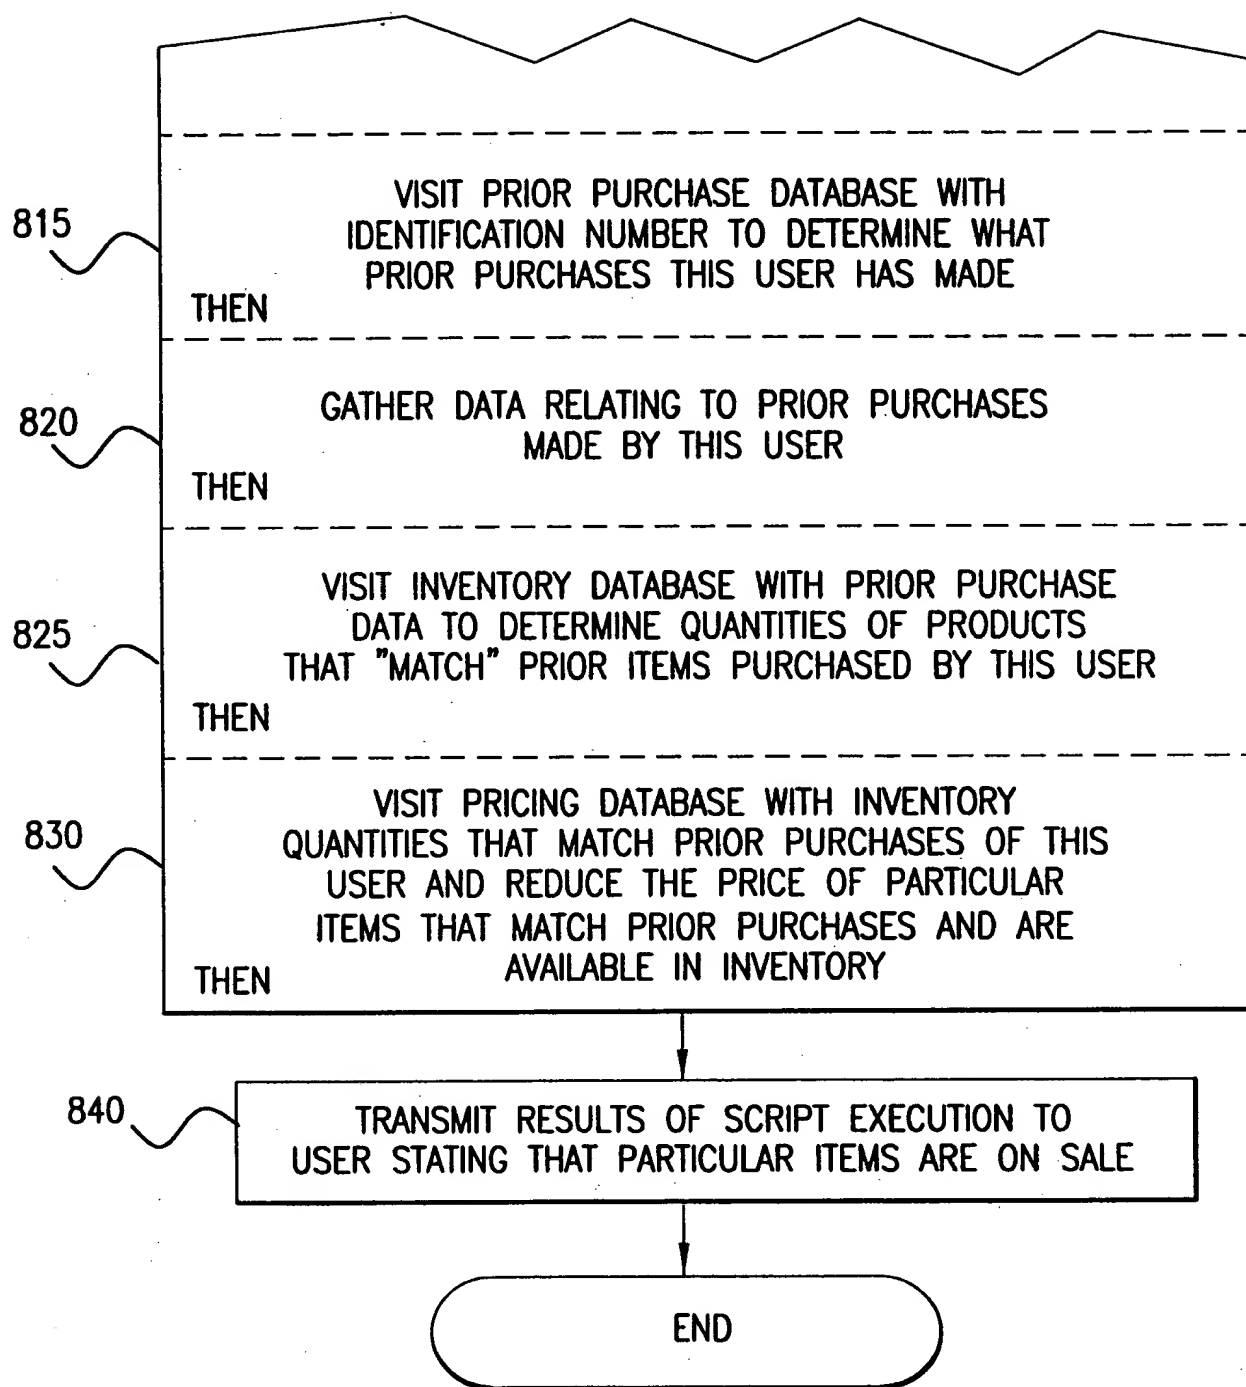 815
VISIT PRIOR PURCHASE DATABASE WITH
IDENTIFICATION NUMBER TO DETERMINE WHAT
PRIOR PURCHASES THIS USER HAS MADE
THEN
820
GATHER DATA RELATING TO PRIOR PURCHASES
MADE BY THIS USER
THEN
825
VISIT INVENTORY DATABASE WITH PRIOR PURCHASE
DATA TO DETERMINE QUANTITIES OF PRODUCTS
THAT "MATCH" PRIOR ITEMS PURCHASED BY THIS USER
THEN
830
VISIT PRICING DATABASE WITH INVENTORY
QUANTITIES THAT MATCH PRIOR PURCHASES OF THIS
USER AND REDUCE THE PRICE OF PARTICULAR
ITEMS THAT MATCH PRIOR PURCHASES AND ARE
AVAILABLE IN INVENTORY
THEN
840
TRANSMIT RESULTS OF SCRIPT EXECUTION TO
USER STATING THAT PARTICULAR ITEMS ARE ON SALE
END